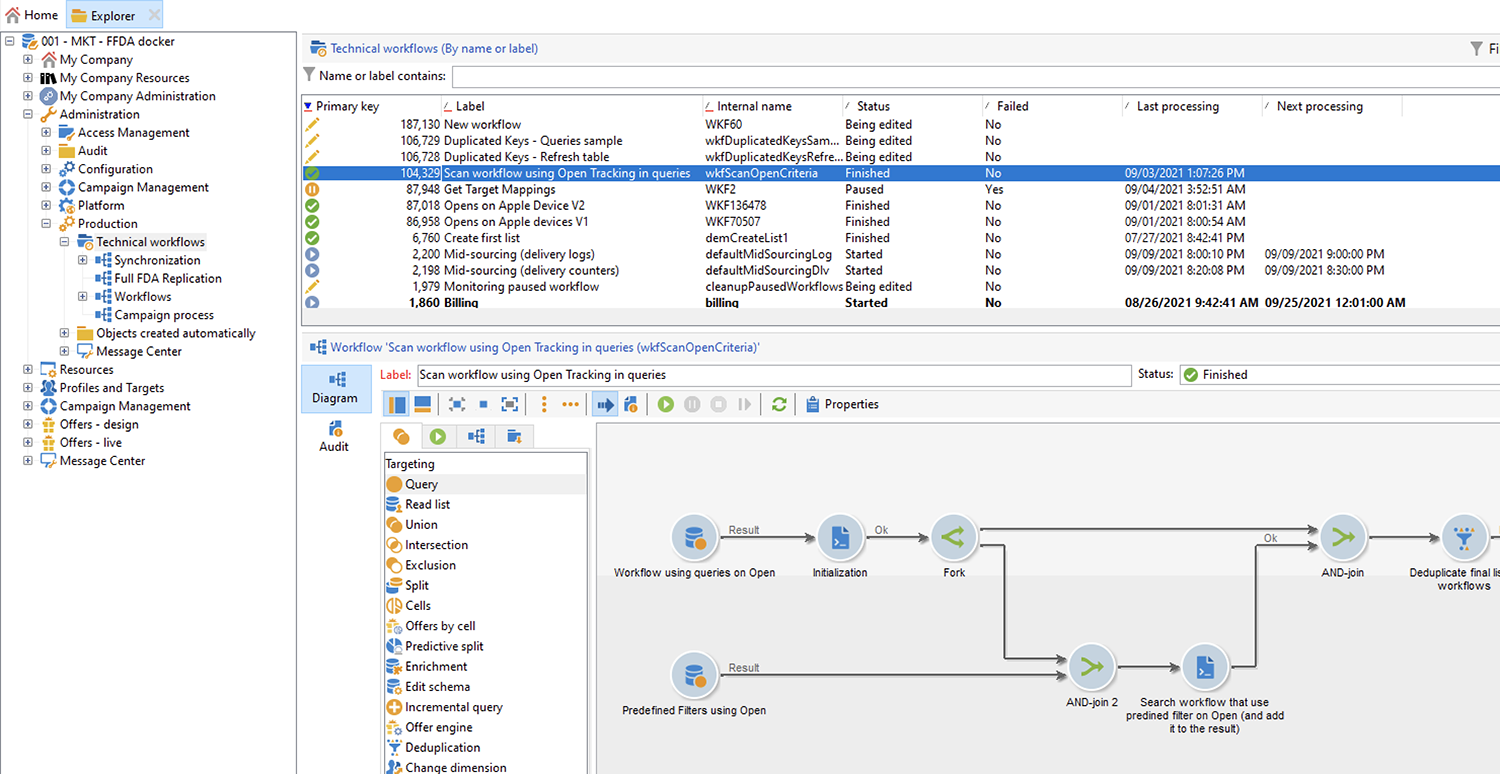 Home Explorer
001 - MKT - FFDA docker
My Company
My Company Resources
My Company Administration
Administration
Access Management
Audit
Configuration
Campaign Management
Platform
Production
Technical workflows
Synchronization
Full FDA Replication
Workflows
Campaign process
Objects created automatically
Message Center
Resources
Profiles and Targets
Campaign Management
Offers - design
Offers - live
Message Center
Technical workflows (By name or label) Fi
Name or label contains:
Primary key Label Internal name Status Failed Last processing Next processing
187,130 New workflow WKF60 Being edited No
106,729 Duplicated Keys - Queries sample wkfDuplicatedKeysSam... Being edited No
106,728 Duplicated Keys - Refresh table wkfDuplicatedKeysRefre... Being edited No
104,329 Scan workflow using Open Tracking in queries wkfScanOpenCriteria Finished No 09/03/2021 1:07:26 PM
87,948 Get Target Mappings WKF2 Paused Yes 09/04/2021 3:52:51 AM
87,018 Opens on Apple Device V2 WKF136478 Finished No 09/01/2021 8:01:31 AM
86,958 Opens on Apple devices V1 WKF70507 Finished No 09/01/2021 8:00:54 AM
6,760 Create first list demCreateList1 Finished No 07/27/2021 8:42:41 PM
2,200 Mid-sourcing (delivery logs) defaultMidSourcingLog Started No 09/09/2021 8:00:10 PM 09/09/2021 9:00:00 PM
2,198 Mid-sourcing (delivery counters) defaultMidSourcingDlv Started No 09/09/2021 8:20:08 PM 09/09/2021 8:30:00 PM
1,979 Monitoring paused workflow cleanupPausedWorkflows Being edited No
1,860 Billing billing Started No 08/26/2021 9:42:41 AM 09/25/2021 12:01:00 AM
Workflow 'Scan workflow using Open Tracking in queries (wkfScanOpenCriteria)'
Diagram
Audit
Label: Scan workflow using Open Tracking in queries Status: Finished
Properties
Targeting
Query
Read list
Union
Intersection
Exclusion
Split
Cells
Offers by cell
Predictive split
Enrichment
Edit schema
Incremental query
Offer engine
Deduplication
Change dimension
Result Ok Ok
Workflow using queries on Open Initialization Fork AND-join Deduplicate final lis
workflows
Result
Predefined Filters using Open AND-join 2 Search workflow that use
predined filter on Open (and add
it to the result)